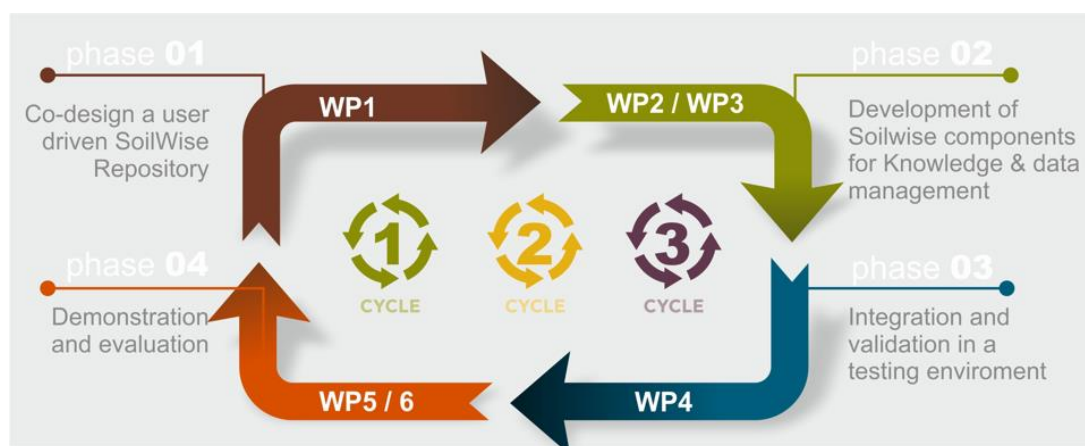 phase 01
Co-design a user
driven SoilWise
Repository
WP1
WP2 / WP3
phase 02
Development of
Soilwise components
for Knowledge & data
management
1
CYCLE
2
CYCLE
3
CYCLE
phase 03
Integration and
validation in a
testing enviroment
WP4
WP5 / 6
phase 04
Demonstration
and evaluation